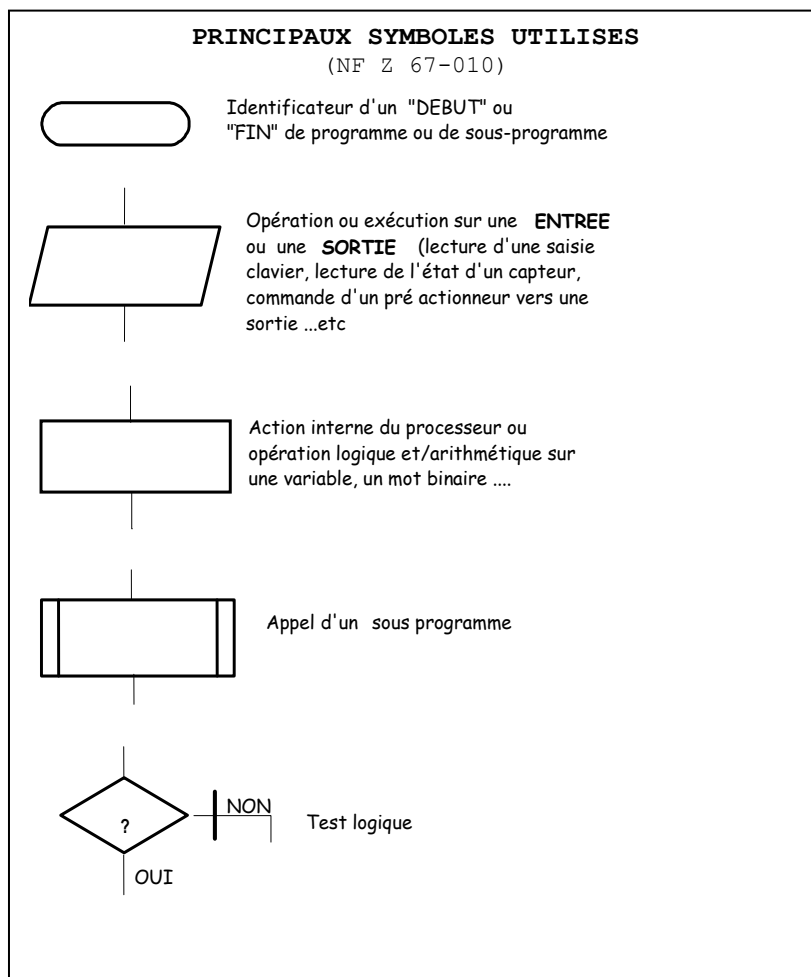 PRINCIPAUX SYMBOLES UTILISES
(NF Z 67-010)
Identificateur d'un "DEBUT" ou
"FIN" de programme ou de sous-programme
Opération ou exécution sur une ENTREE
ou une SORTIE (lecture d'une saisie
clavier, lecture de l'état d'un capteur,
commande d'un pré actionneur vers une
sortie ...etc
Action interne du processeur ou
opération logique et/arithmétique sur
une variable, un mot binaire ....
Appel d'un sous programme
NON
?
Test logique
OUI